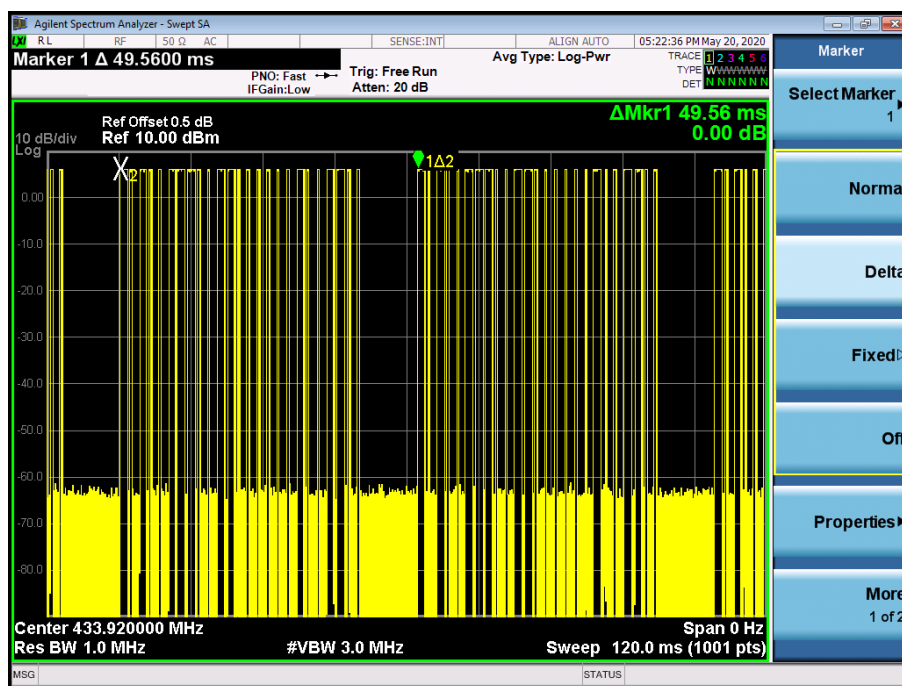 Agilent Spectrum Analyzer - Swept SA
LXI RL RF 50 Ω AC SENSE:INT ALIGN AUTO 05:22:36 PM May 20, 2020
Marker 1 Δ 49.5600 ms
PNO: Fast
IFGain:Low
Trig: Free Run
Atten: 20 dB
Avg Type: Log-Pwr
TRACE 1 2 3 4 5 6
TYPE WWWWWW
DET N N N N N N
ΔMkr1 49.56 ms
0.00 dB
Ref Offset 0.5 dB
10 dB/div Ref 10.00 dBm
Log
X2
1Δ2
0.00
-10.0
-20.0
-30.0
-40.0
-50.0
-60.0
-70.0
-80.0
Center 433.920000 MHz Span 0 Hz
Res BW 1.0 MHz #VBW 3.0 MHz Sweep 120.0 ms (1001 pts)
MSG STATUS
Marker
Select Marker
1
Norma
Delta
Fixed
Of
Properties
More
1 of 2